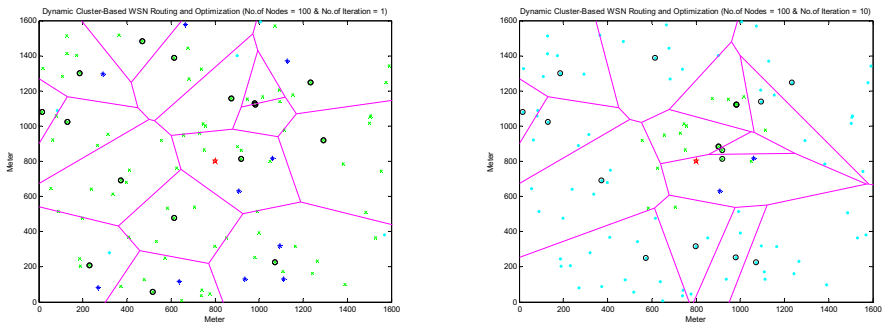 Dynamic Cluster-Based WSN Routing and Optimization (No.of Nodes = 100 & No.of Iteration = 1)
1600
1400
1200
1000
800
600
400
200
0
Meter
0 200 400 600 800 1000 1200 1400 1600
Meter
Dynamic Cluster-Based WSN Routing and Optimization (No.of Nodes = 100 & No.of Iteration = 10)
1600
1400
1200
1000
800
600
400
200
0
Meter
0 200 400 600 800 1000 1200 1400 1600
Meter